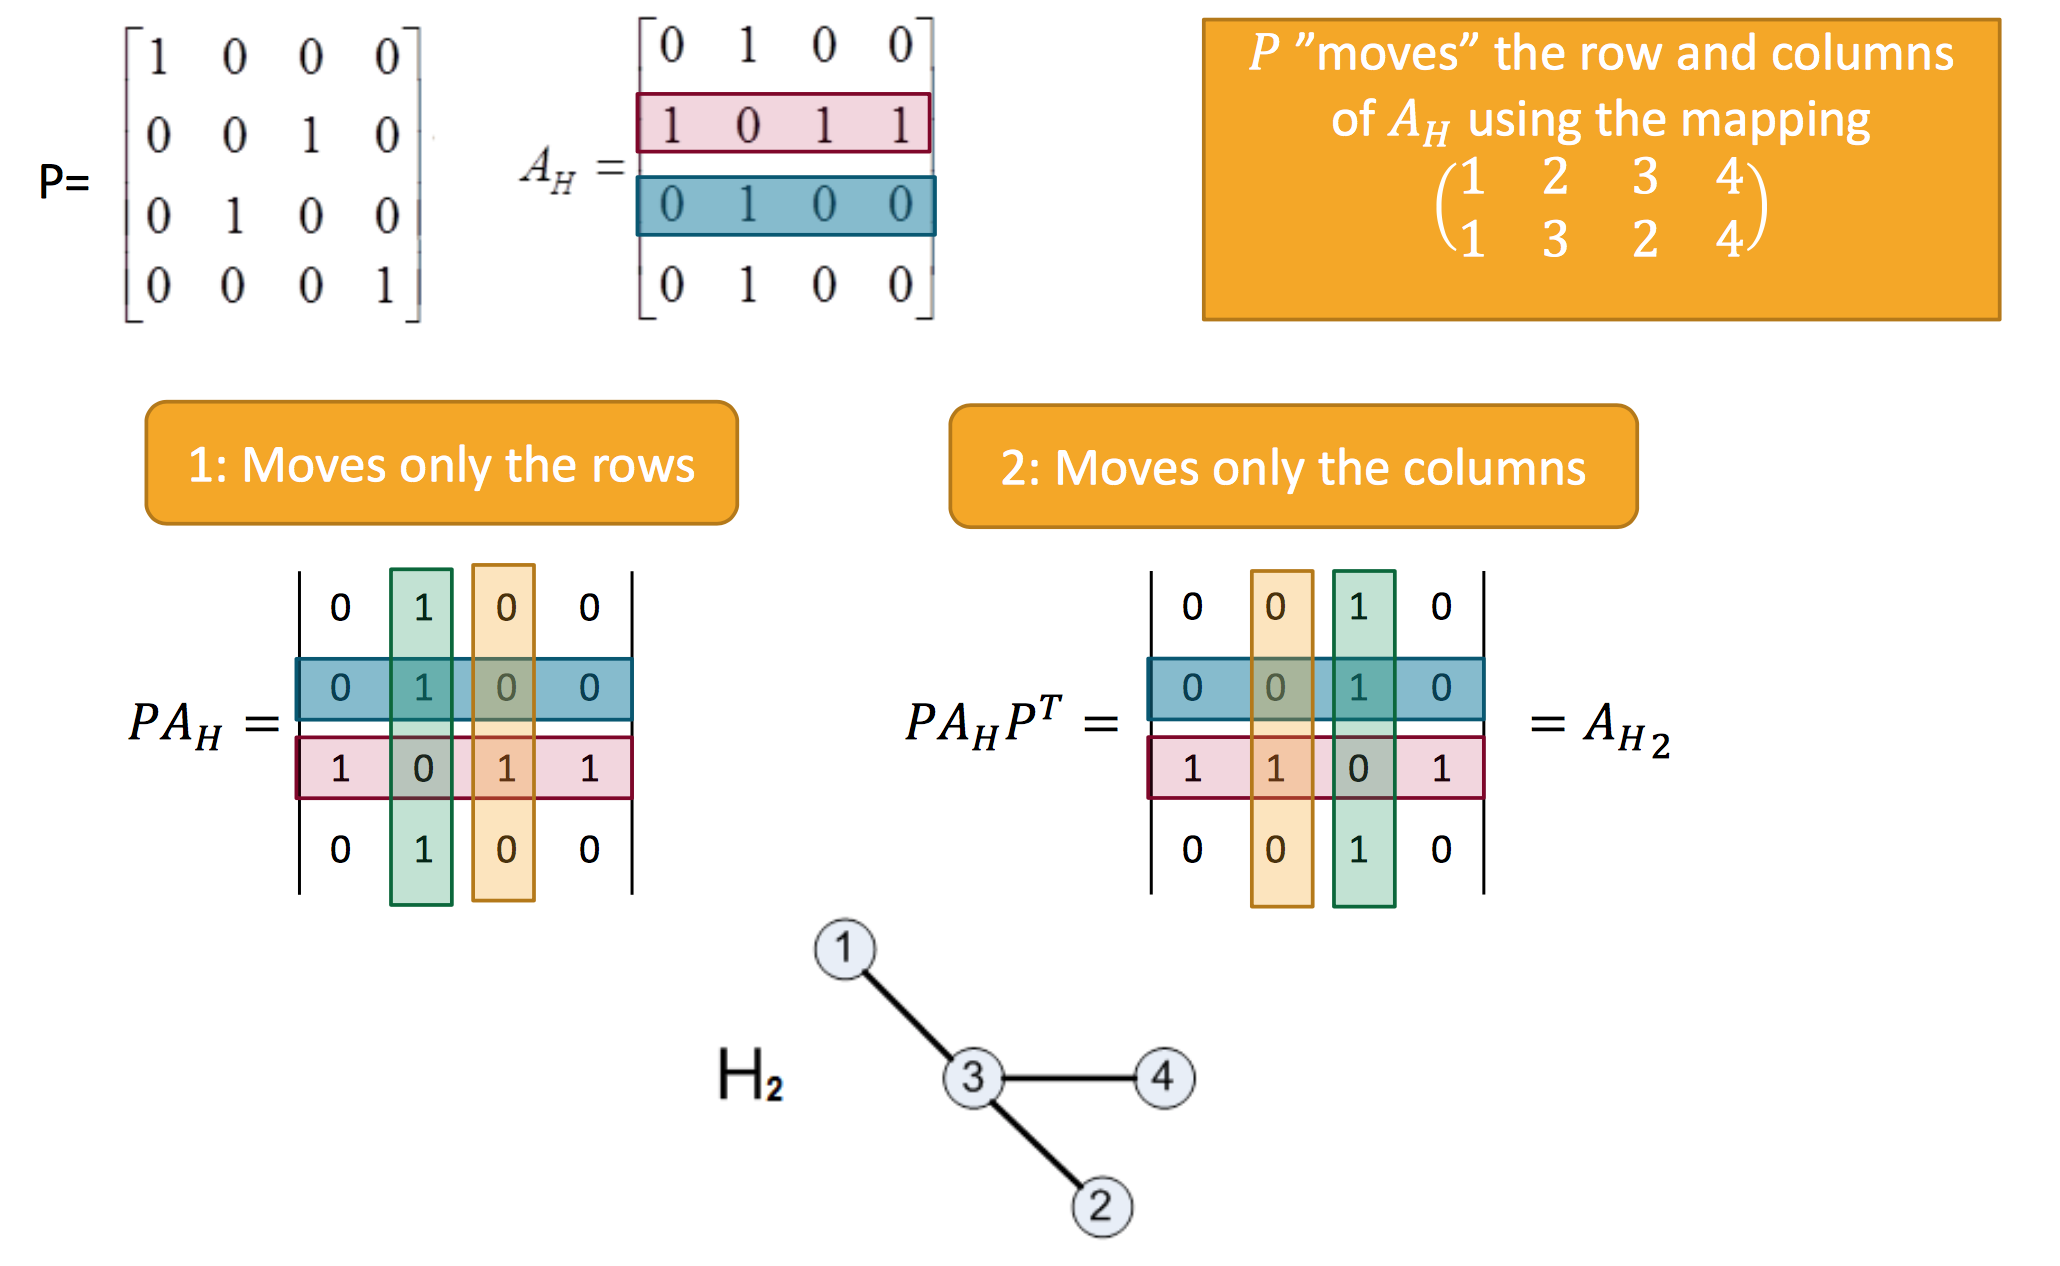 P=
1 0 0 0
0 0 1 0
0 1 0 0
0 0 0 1
A_H =
0 1 0 0
1 0 1 1
0 1 0 0
0 1 0 0
P ”moves” the row and columns
of A_H using the mapping
(1 2 3 4
1 3 2 4)
1: Moves only the rows
2: Moves only the columns
PA_H =
0 1 0 0
0 1 0 0
1 0 1 1
0 1 0 0
PA_HP^T =
0 0 1 0
0 0 1 0
1 1 0 1
0 0 1 0
= A_{H_2}
H₂
1
3
4
2